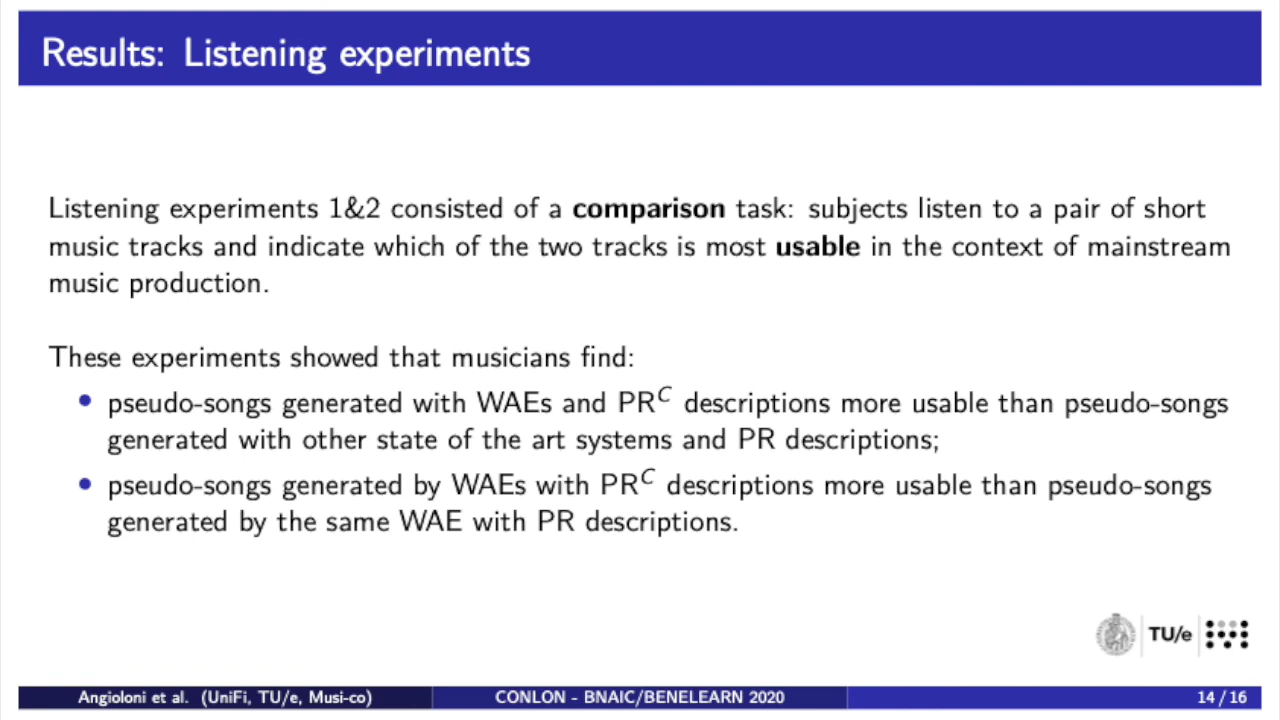 Results: Listening experiments
Listening experiments 1&2 consisted of a comparison task: subjects listen to a pair of short
music tracks and indicate which of the two tracks is most usable in the context of mainstream
music production.
These experiments showed that musicians find:
• pseudo-songs generated with WAEs and PR^C descriptions more usable than pseudo-songs
generated with other state of the art systems and PR descriptions;
• pseudo-songs generated by WAEs with PR^C descriptions more usable than pseudo-songs
generated by the same WAE with PR descriptions.
TU/e
Angioloni et al. (UniFi, TU/e, Musi-co) CONLON - BNAIC/BENELEARN 2020 14 / 16